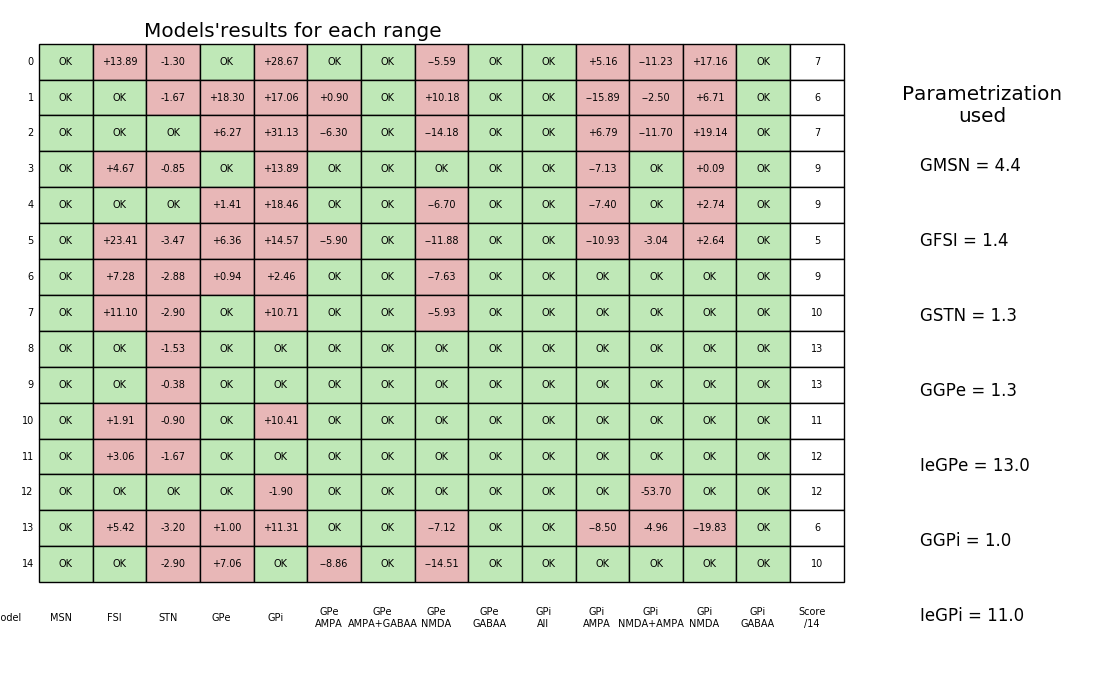 Models'results for each range
0 OK +13.89 -1.30 OK +28.67 OK OK --5.59 OK OK +5.16 --11.23 +17.16 OK 7
1 OK OK -1.67 +18.30 +17.06 +0.90 OK +10.18 OK OK --15.89 --2.50 +6.71 OK 6
2 OK OK OK +6.27 +31.13 --6.30 OK --14.18 OK OK +6.79 --11.70 +19.14 OK 7
3 OK +4.67 -0.85 OK +13.89 OK OK OK OK OK --7.13 OK +0.09 OK 9
4 OK OK OK +1.41 +18.46 OK OK --6.70 OK OK --7.40 OK +2.74 OK 9
5 OK +23.41 -3.47 +6.36 +14.57 --5.90 OK --11.88 OK OK --10.93 -3.04 +2.64 OK 5
6 OK +7.28 -2.88 +0.94 +2.46 OK OK --7.63 OK OK OK OK OK OK 9
7 OK +11.10 -2.90 OK +10.71 OK OK --5.93 OK OK OK OK OK OK 10
8 OK OK -1.53 OK OK OK OK OK OK OK OK OK OK OK 13
9 OK OK -0.38 OK OK OK OK OK OK OK OK OK OK OK 13
10 OK +1.91 -0.90 OK +10.41 OK OK OK OK OK OK OK OK OK 11
11 OK +3.06 -1.67 OK OK OK OK OK OK OK OK OK OK OK 12
12 OK OK OK OK -1.90 OK OK OK OK OK OK -53.70 OK OK 12
13 OK +5.42 -3.20 +1.00 +11.31 OK OK --7.12 OK OK --8.50 -4.96 --19.83 OK 6
14 OK OK -2.90 +7.06 OK --8.86 OK --14.51 OK OK OK OK OK OK 10
odel MSN FSI STN GPe GPi GPe GPe GPe GPe GPi GPi GPi GPi GPi Score
AMPA AMPA+GABAA NMDA GABAA All AMPA NMDA+AMPA NMDA GABAA /14
Parametrization
used
GMSN = 4.4
GFSI = 1.4
GSTN = 1.3
GGPe = 1.3
IeGPe = 13.0
GGPi = 1.0
IeGPi = 11.0